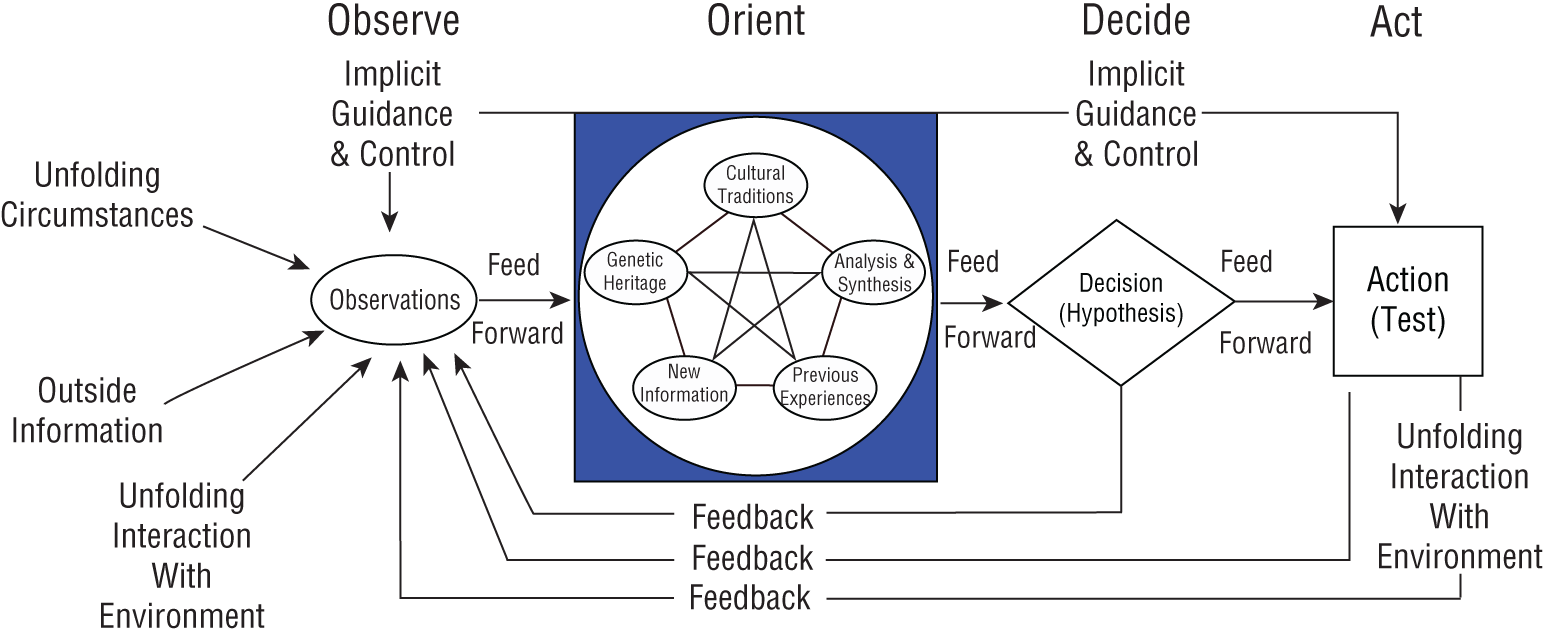 Observe
Orient
Decide
Act
Implicit
Guidance
& Control
Implicit
Guidance
& Control
Unfolding
Circumstances
Observations
Outside
Information
Unfolding
Interaction
With
Environment
Feed
Forward
Cultural
Traditions
Genetic
Heritage
Analysis &
Synthesis
New
Information
Previous
Experiences
Feed
Forward
Decision
(Hypothesis)
Feed
Forward
Action
(Test)
Unfolding
Interaction
With
Environment
Feedback
Feedback
Feedback